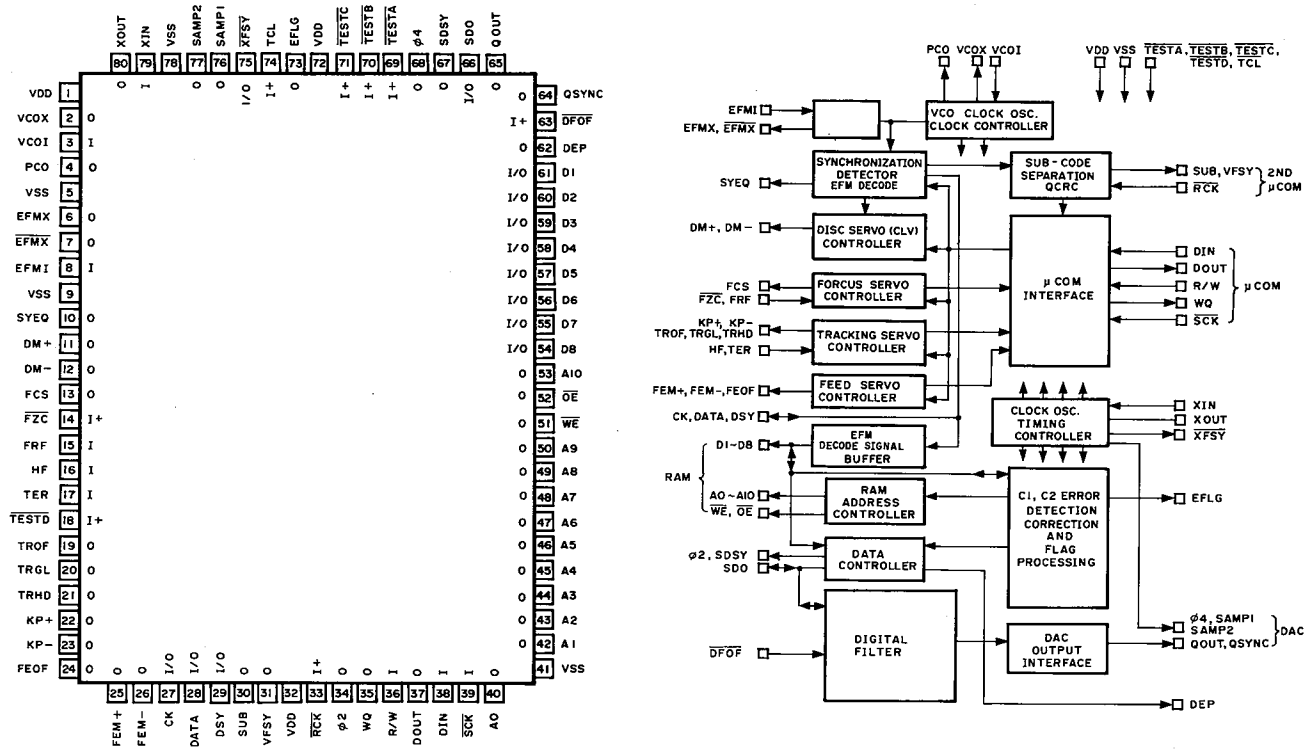 XOUT XIN VSS SAMP2 SAMP1 XFSY TCL EFLG VDD TESTC TESTB TESTA φ4 SDSY SDO QOUT
80 79 78 77 76 75 74 73 72 71 70 69 68 67 66 65
O I O O I/O I+ O I+ I+ I+ O O I/O O
VDD 1
VCOX 2 O
VCOI 3 I
PCO 4 O
VSS 5
EFMX 6 O
EFMX 7 O
EFMI 8 I
VSS 9
SYEQ 10 O
DM+ 11 O
DM- 12 O
FCS 13 O
FZC 14 I+
FRF 15 I
HF 16 I
TER 17 I
TESTD 18 I+
TROF 19 O
TRGL 20 O
TRHD 21 O
KP+ 22 O
KP- 23 O
FEOF 24 O
O 64 QSYNC
I+ 63 DFOF
O 62 DEP
I/O 61 D1
I/O 60 D2
I/O 59 D3
I/O 58 D4
I/O 57 D5
I/O 56 D6
I/O 55 D7
I/O 54 D8
O 53 A10
O 52 OE
O 51 WE
O 50 A9
O 49 A8
O 48 A7
O 47 A6
O 46 A5
O 45 A4
O 44 A3
O 43 A2
O 42 A1
41 VSS
O O I/O I/O I/O O O I+ O O I O I I O
25 26 27 28 29 30 31 32 33 34 35 36 37 38 39 40
FEM+ FEM- CK DATA DSY SUB VFSY VDD RCK φ2 WQ R/W DOUT DIN SCK A0
PCO VCOX VCOI
VDD VSS TESTA, TESTB, TESTC,
TESTD, TCL
EFMI
EFMX, EFMX
VCO CLOCK OSC.
CLOCK CONTROLLER
SYEQ
SYNCHRONIZATION
DETECTOR
EFM DECODE
SUB-CODE
SEPARATION
QCRC
SUB, VFSY
RCK
2ND
μCOM
DM+, DM-
DISC SERVO (CLV)
CONTROLLER
FCS
FZC, FRF
FORCUS SERVO
CONTROLLER
μCOM
INTERFACE
DIN
DOUT
R/W
WQ
SCK
μCOM
KP+, KP-
TROF, TRGL, TRHD
HF, TER
TRACKING SERVO
CONTROLLER
FEM+, FEM-, FEOF
FEED SERVO
CONTROLLER
CK, DATA, DSY
CLOCK OSC.
TIMING
CONTROLLER
XIN
XOUT
XFSY
D1~D8
EFM
DECODE SIGNAL
BUFFER
RAM
A0~A10
WE, OE
RAM
ADDRESS
CONTROLLER
C1, C2 ERROR
DETECTION
CORRECTION
AND
FLAG
PROCESSING
EFLG
φ2, SDSY
SDO
DATA
CONTROLLER
DFOF
DIGITAL
FILTER
DAC
OUTPUT
INTERFACE
φ4, SAMP1
SAMP2
QOUT, QSYNC
DAC
DEP